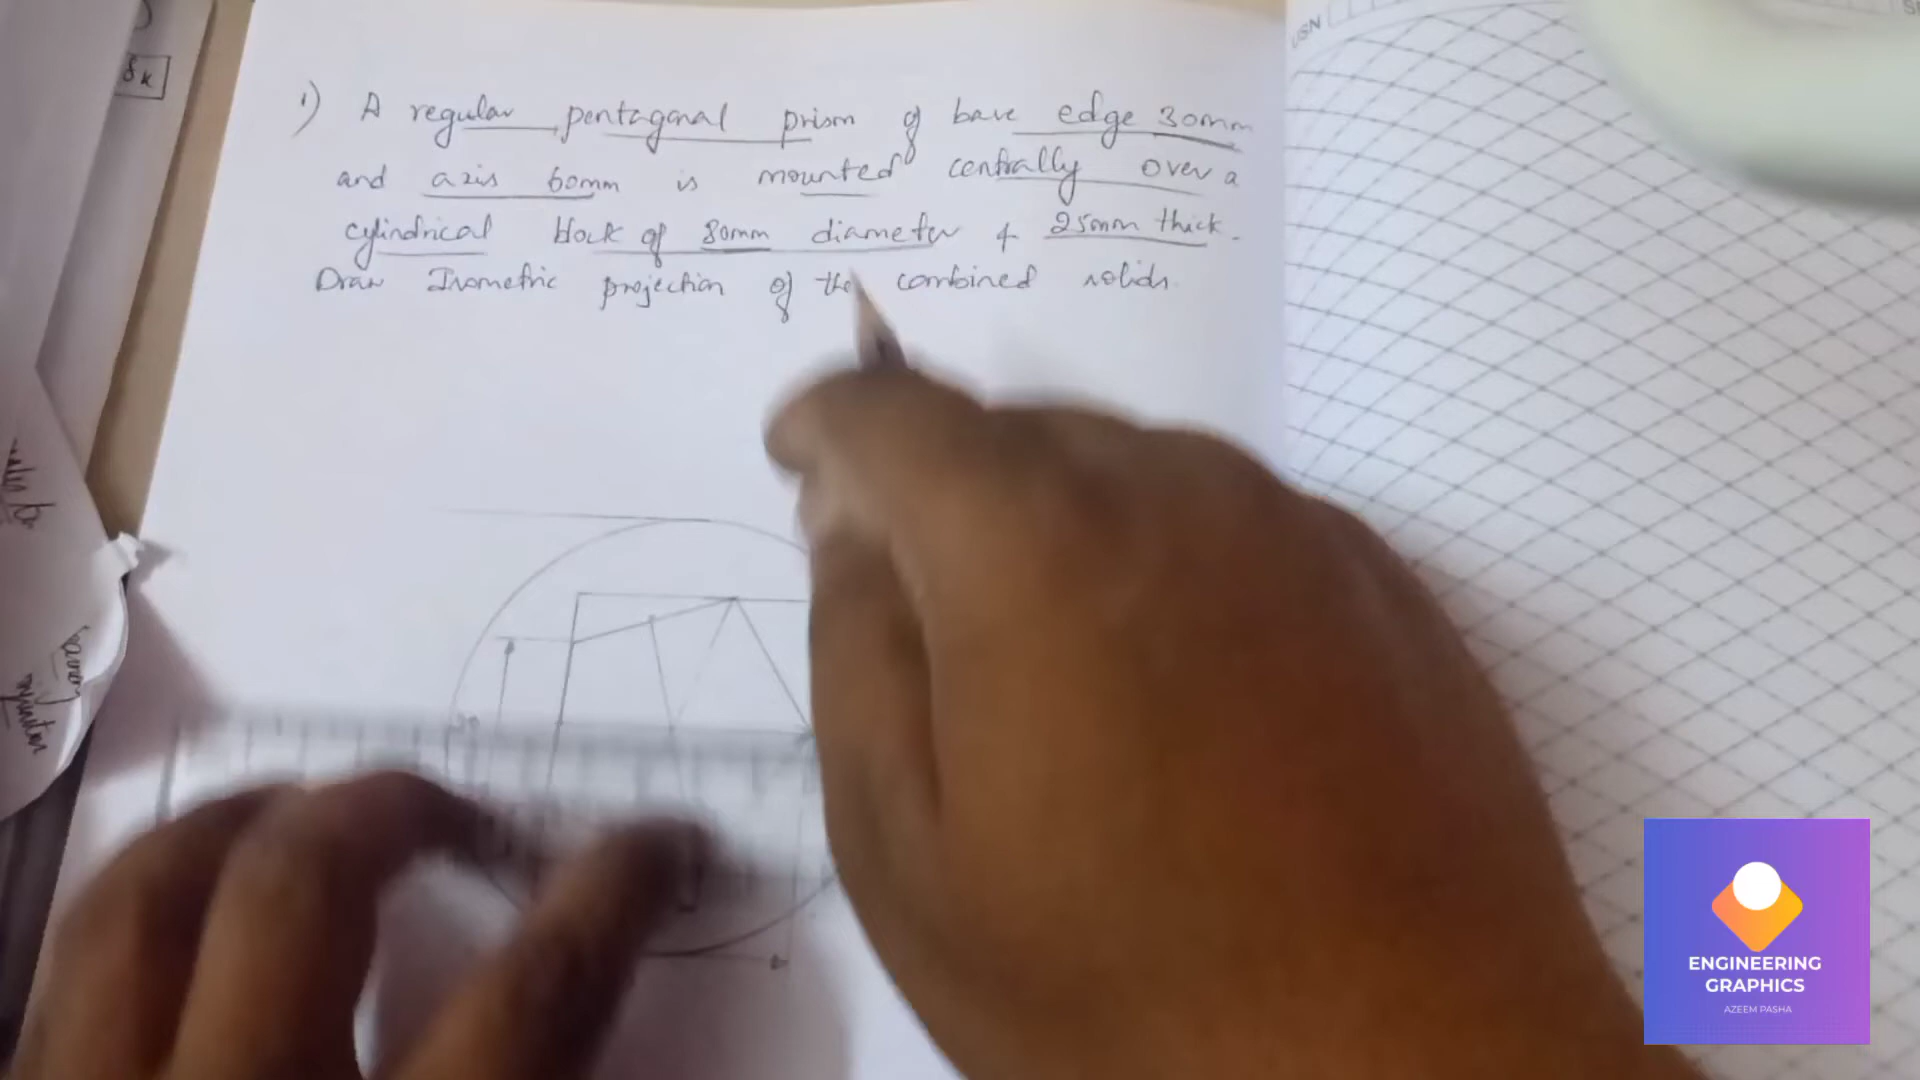 1) A regular pentagonal prism of base edge 30mm
and axis 60mm is mounted centrally over a
cylindrical block of 80mm diameter & 25mm thick.
Draw Isometric projection of the combined solids.
USN
ENGINEERING
GRAPHICS
AZEEM PASHA